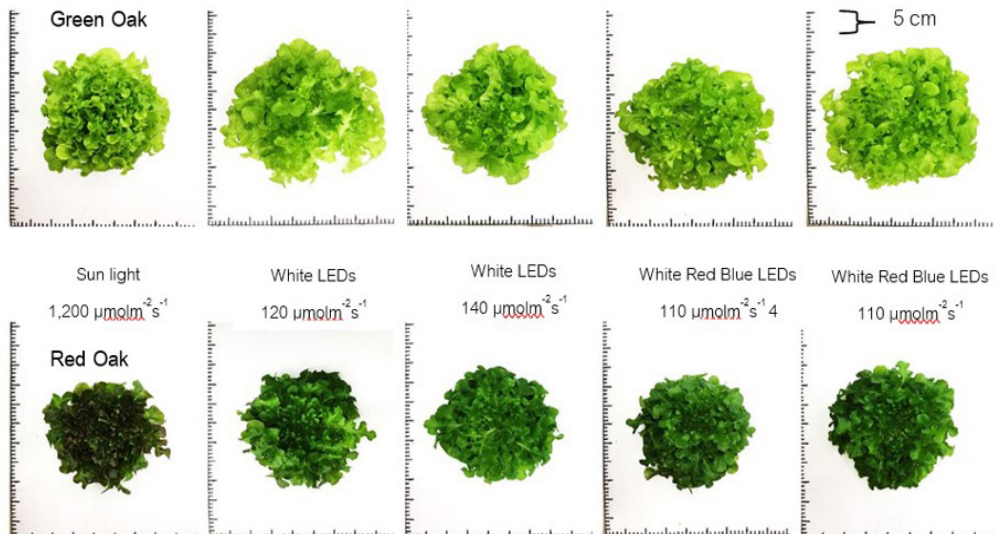 Green Oak
5 cm
Sun light
1,200 µmolm⁻²s⁻¹
White LEDs
120 µmolm⁻²s⁻¹
White LEDs
140 µmolm⁻²s⁻¹
White Red Blue LEDs
110 µmolm⁻²s⁻¹ 4
White Red Blue LEDs
110 µmolm⁻²s⁻¹
Red Oak